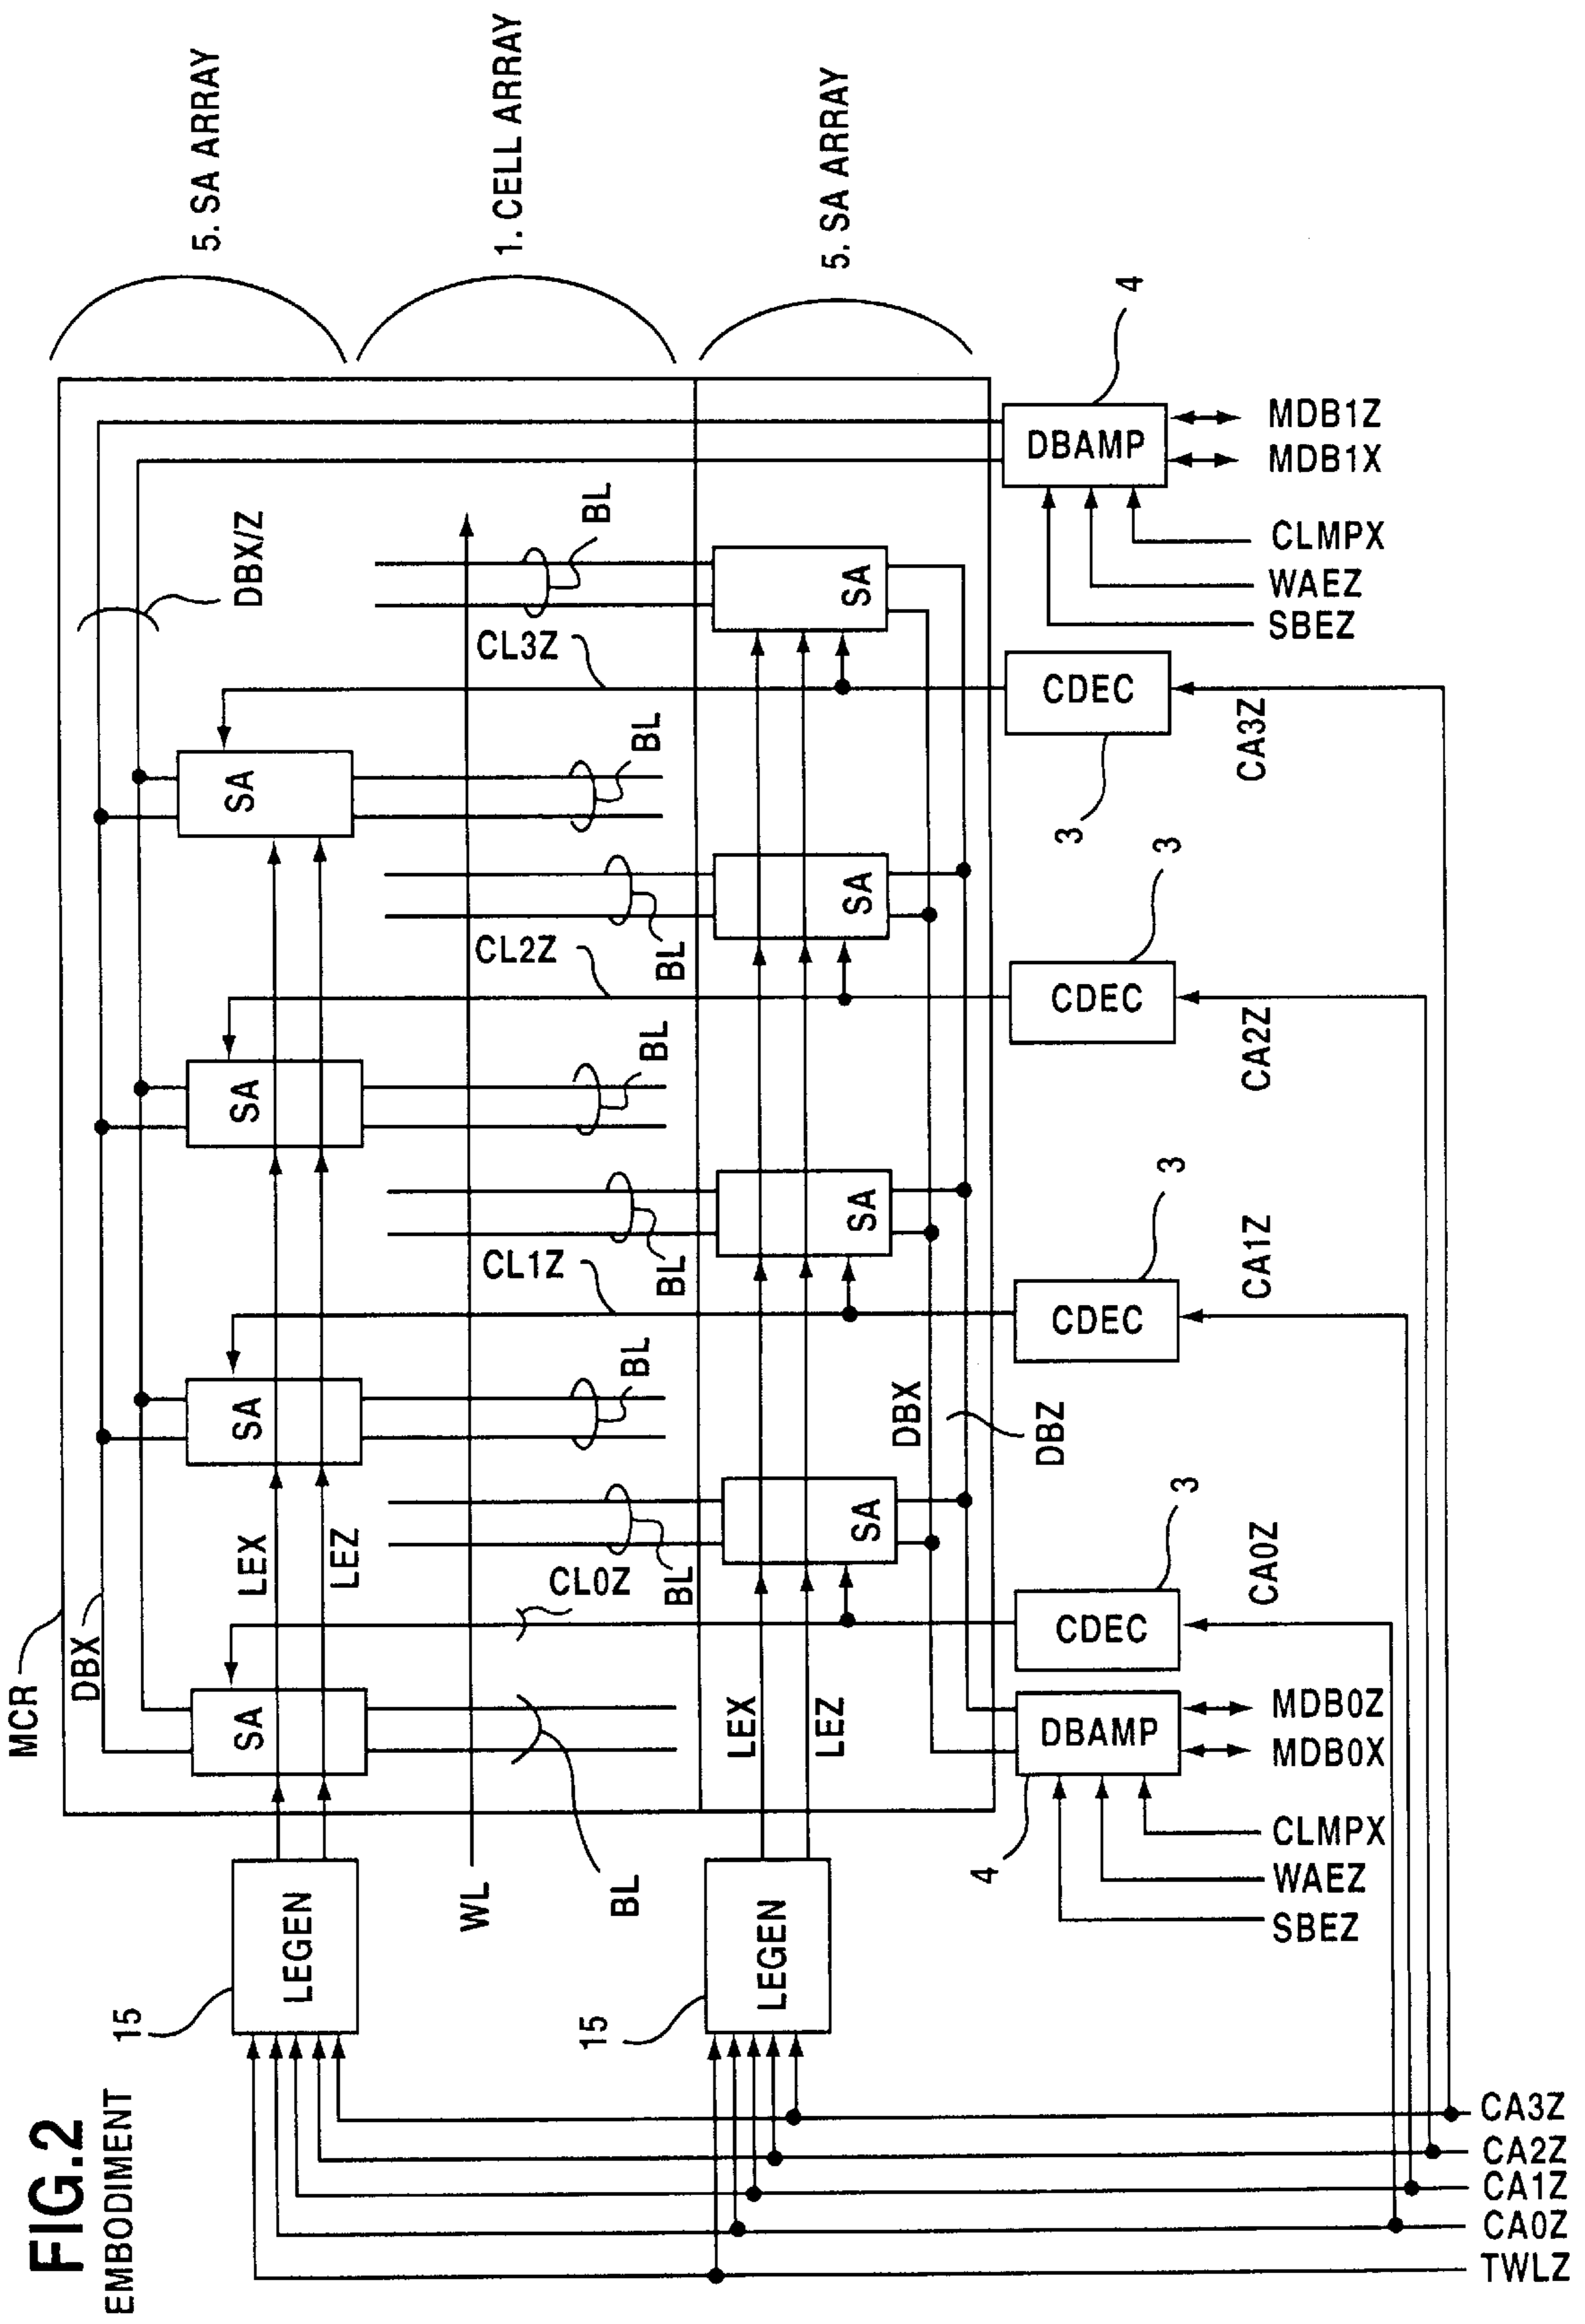 FIG.2
EMBODIMENT
MCR
DBX
DBX/Z
5. SA ARRAY
SA
SA
SA
SA
LEX
LEZ
15
LEGEN
CL0Z
CL1Z
CL2Z
CL3Z
1. CELL ARRAY
WL
BL
BL
BL
BL
BL
BL
BL
BL
15
LEGEN
LEX
LEZ
SA
SA
SA
SA
5. SA ARRAY
DBX
DBZ
4
DBAMP
MDB0X
MDB0Z
CDEC
3
CDEC
3
CDEC
3
CDEC
3
DBAMP
4
MDB1X
MDB1Z
SBEZ
WAEZ
CLMPX
CA0Z
CA1Z
CA2Z
CA3Z
SBEZ
WAEZ
CLMPX
TWLZ
CA0Z
CA1Z
CA2Z
CA3Z